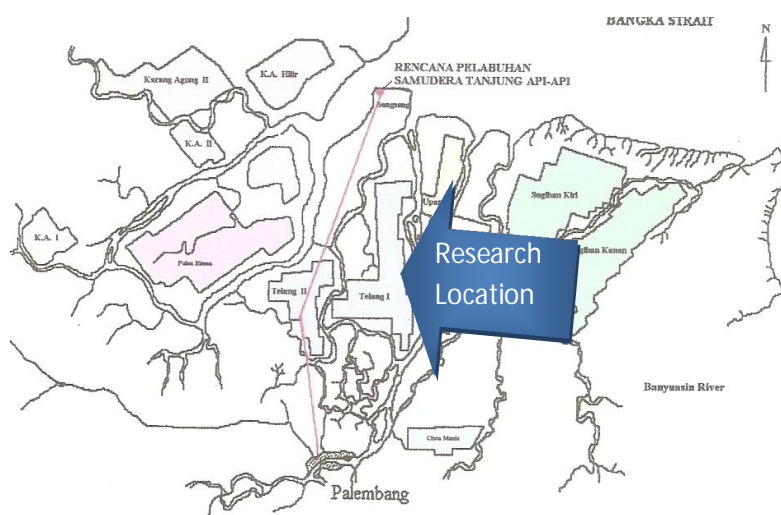 BANGKA STRAIT
N
RENCANA PELABUHAN
SAMUDERA TANJUNG API-API
Karang Agung II
K.A. Hilir
Sangsang
K.A. II
Upang
Sugihan Kiri
K.A. I
Pulau Rimau
Sugihan Kanan
Research
Location
Telang II
Telang I
Banyuasin River
Cinta Manis
Palembang